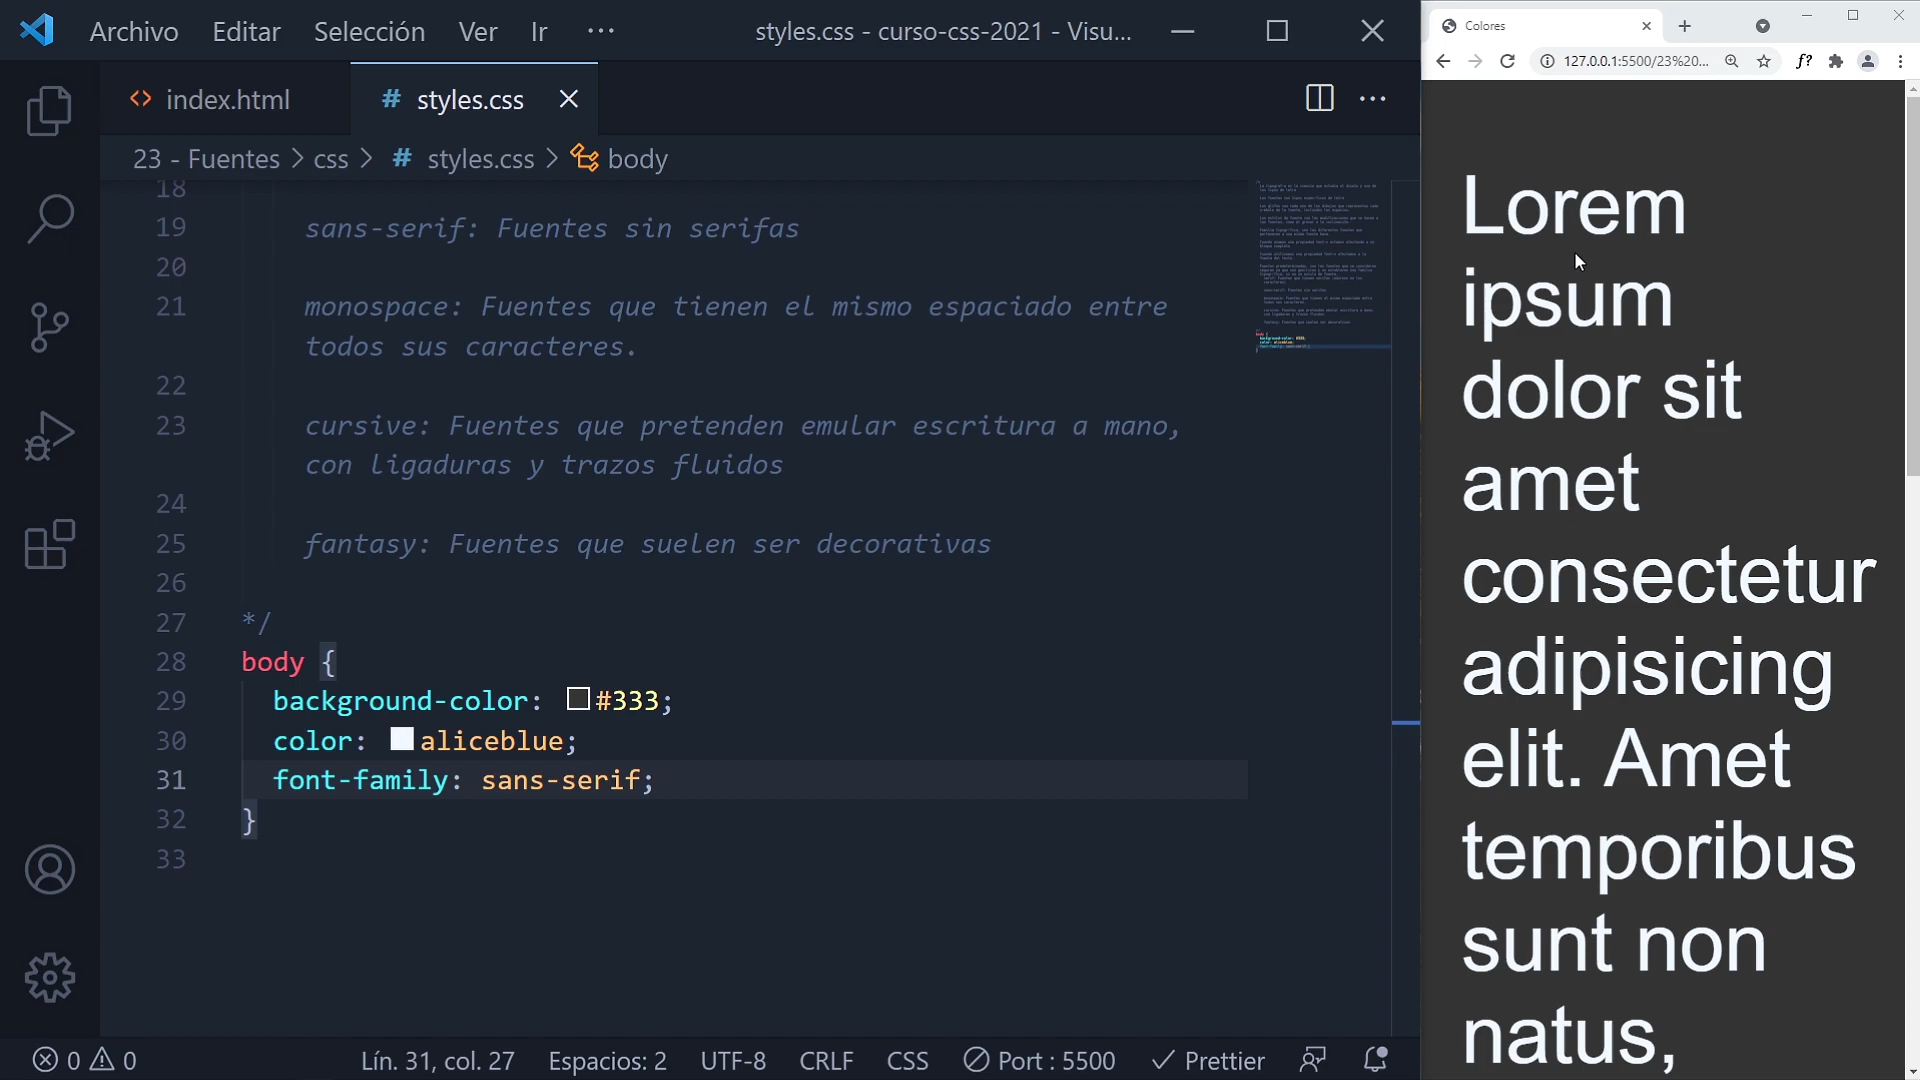 Archivo Editar Selección Ver Ir ··· styles.css - curso-css-2021 - Visu...
index.html # styles.css
23 - Fuentes > css > # styles.css > body
18
19 sans-serif: Fuentes sin serifas
20
21 monospace: Fuentes que tienen el mismo espaciado entre
todos sus caracteres.
22
23 cursive: Fuentes que pretenden emular escritura a mano,
con ligaduras y trazos fluidos
24
25 fantasy: Fuentes que suelen ser decorativas
26
27 */
28 body {
29 background-color: #333;
30 color: aliceblue;
31 font-family: sans-serif;
32 }
33
0 0 Lín. 31, col. 27 Espacios: 2 UTF-8 CRLF CSS Port : 5500 Prettier
Colores
127.0.0.1:5500/23%20... f?
Lorem
ipsum
dolor sit
amet
consectetur
adipisicing
elit. Amet
temporibus
sunt non
natus,